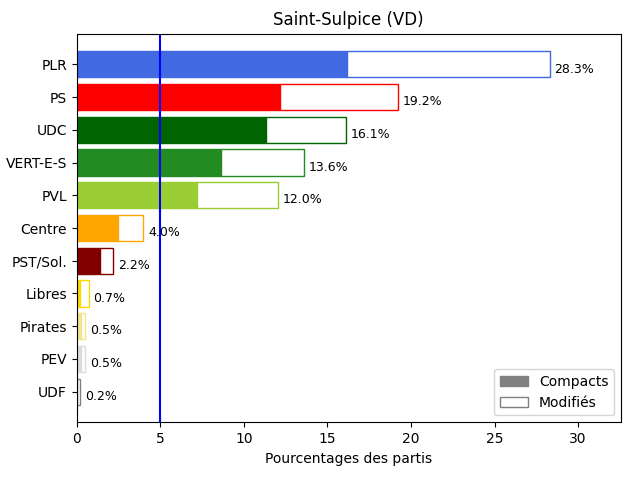 Saint-Sulpice (VD)
PLR 28.3%
PS 19.2%
UDC 16.1%
VERT-E-S 13.6%
PVL 12.0%
Centre 4.0%
PST/Sol. 2.2%
Libres 0.7%
Pirates 0.5%
PEV 0.5%
UDF 0.2%
Compacts
Modifiés
0 5 10 15 20 25 30
Pourcentages des partis